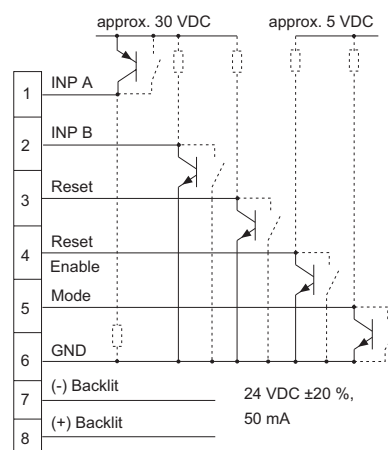 approx. 30 VDC approx. 5 VDC
1 INP A
2 INP B
3 Reset
4 Reset
Enable
5 Mode
6 GND
7 (-) Backlit
8 (+) Backlit
24 VDC ±20 %,
50 mA